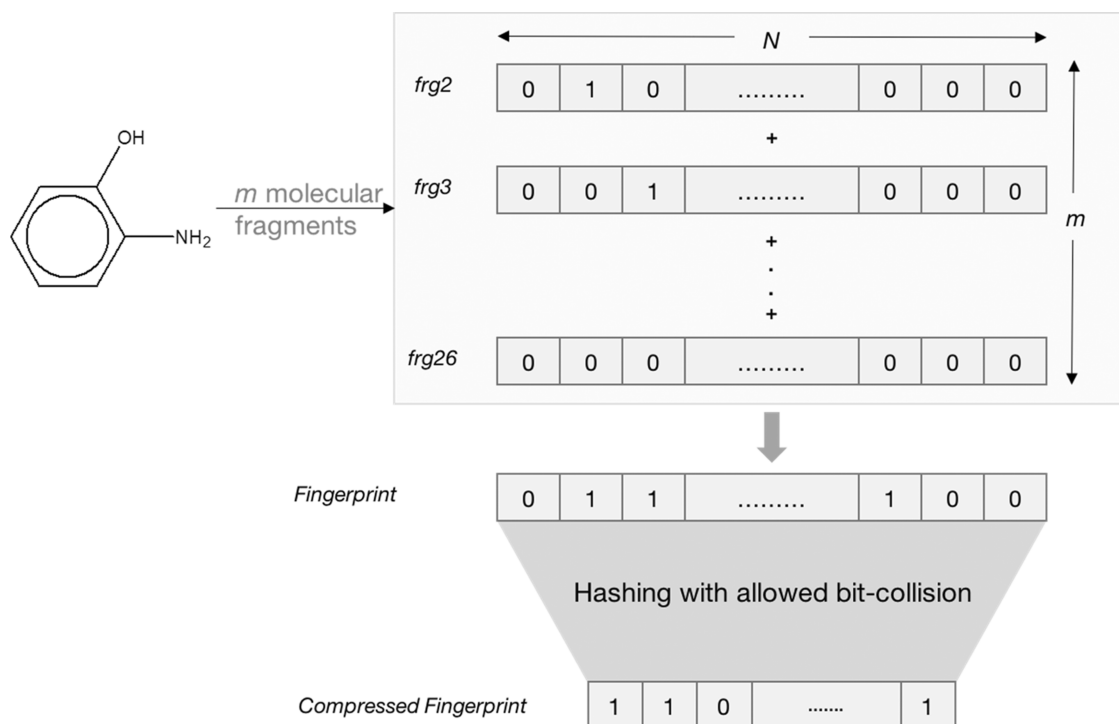 N
frg2
0 1 0 ......... 0 0 0
+
OH
m molecular
fragments
NH2
frg3
0 0 1 ......... 0 0 0
m
+
.
.
+
frg26
0 0 0 ......... 0 0 0
Fingerprint
0 1 1 ......... 1 0 0
Hashing with allowed bit-collision
Compressed Fingerprint
1 1 0 ....... 1